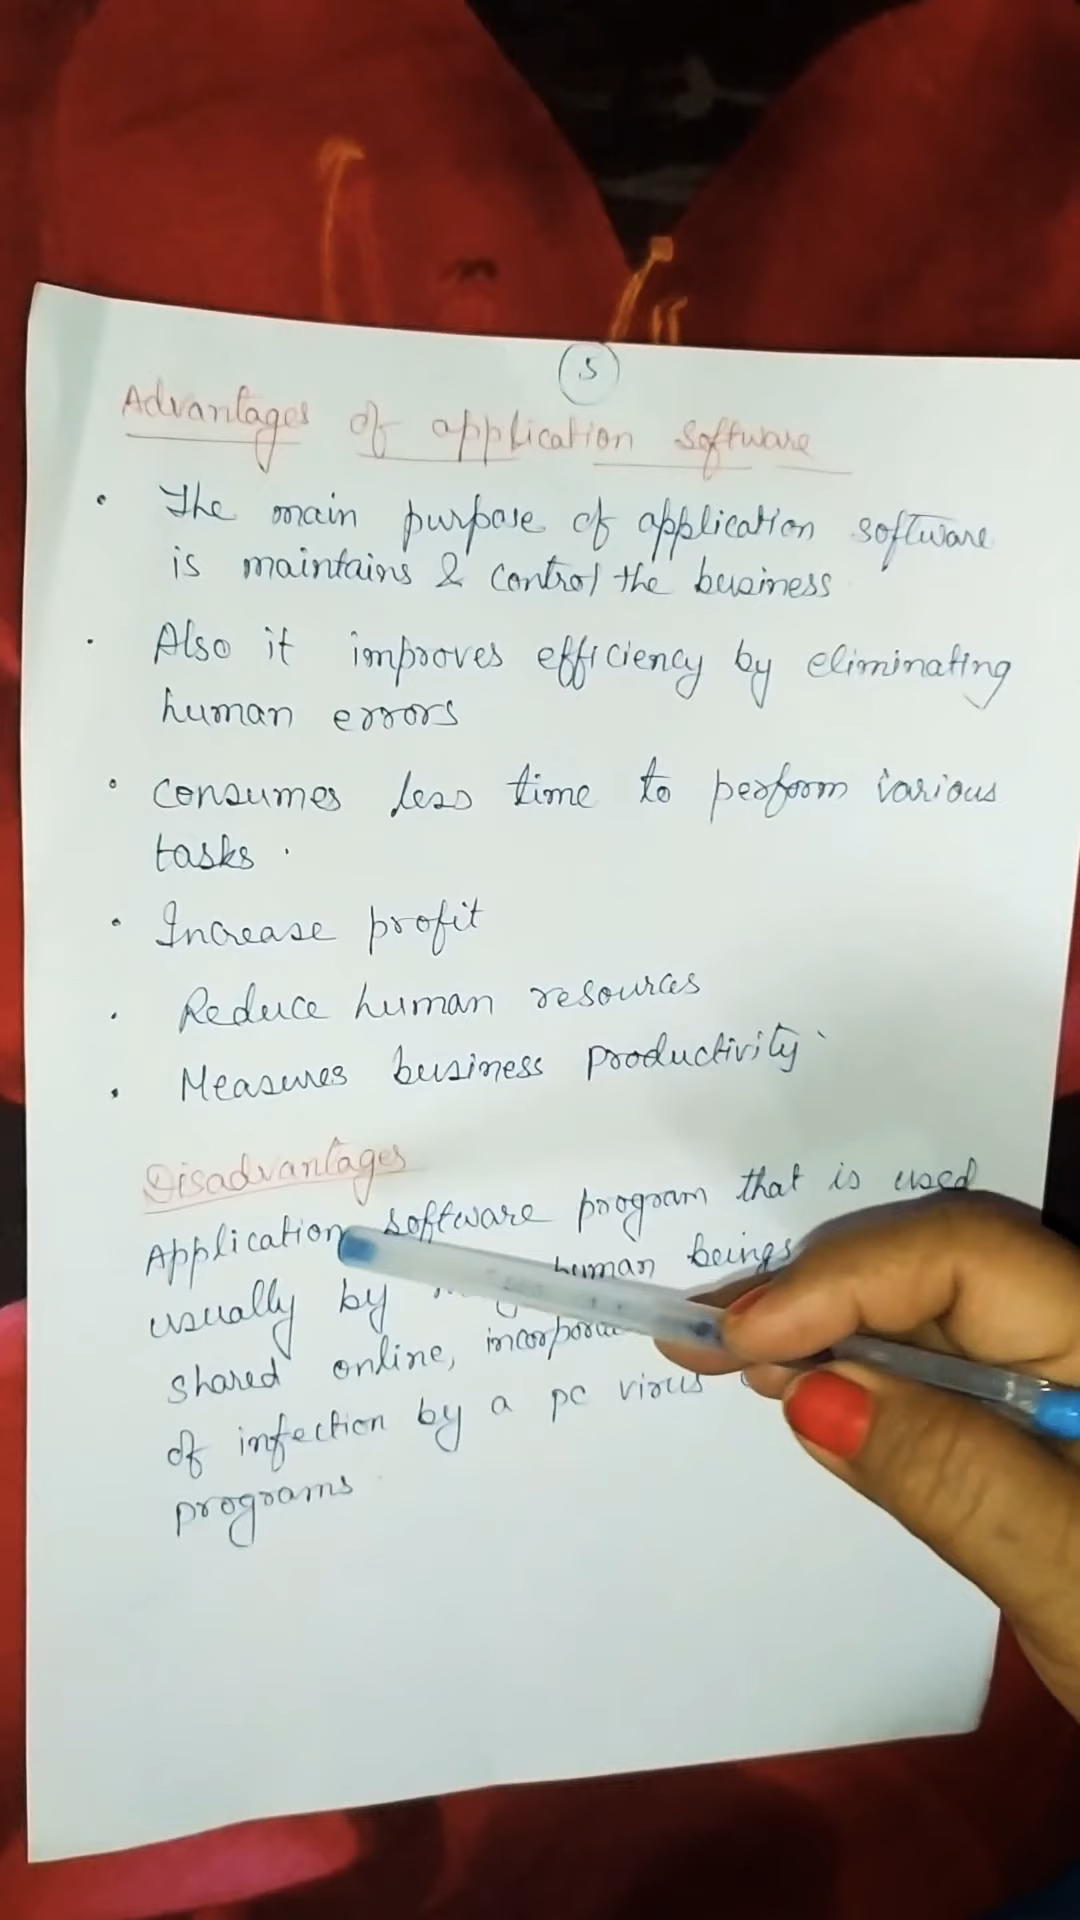 5
Advantages of application software
• The main purpose of application software
is maintains & control the business
• Also it improves efficiency by eliminating
human errors
• consumes less time to perform various
tasks.
• Increase profit
• Reduce human resources
• Measures business productivity
Disadvantages
Application software program that is used
usually by human beings
shared online,
of infection by a pc virus
programs